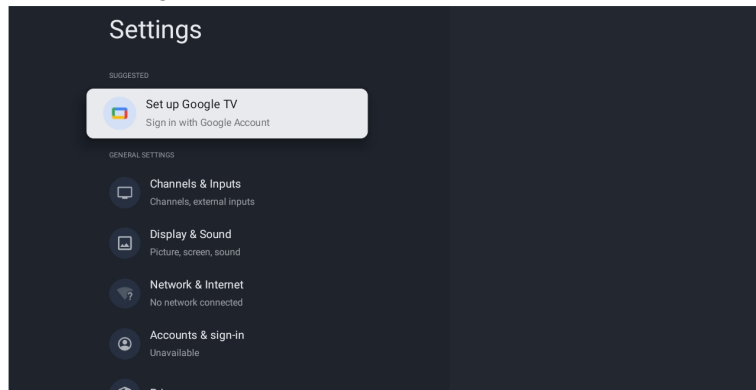 Settings
SUGGESTED
Set up Google TV
Sign in with Google Account
GENERAL SETTINGS
Channels & Inputs
Channels, external inputs
Display & Sound
Picture, screen, sound
Network & Internet
No network connected
Accounts & sign-in
Unavailable